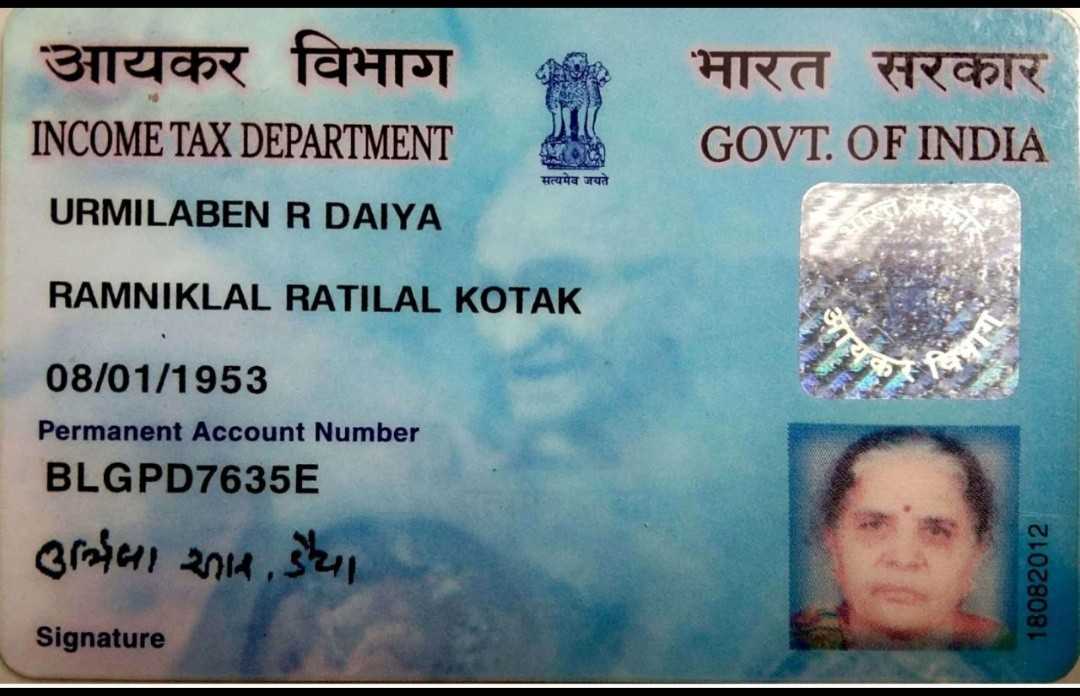 आयकर विभाग
भारत सरकार
INCOME TAX DEPARTMENT
GOVT. OF INDIA
सत्यमेव जयते
URMILABEN R DAIYA
भारत सरकार
आयकर विभाग
RAMNIKLAL RATILAL KOTAK
08/01/1953
Permanent Account Number
BLGPD7635E
ઉર્મિલા આર. ડૈયા
Signature
18082012